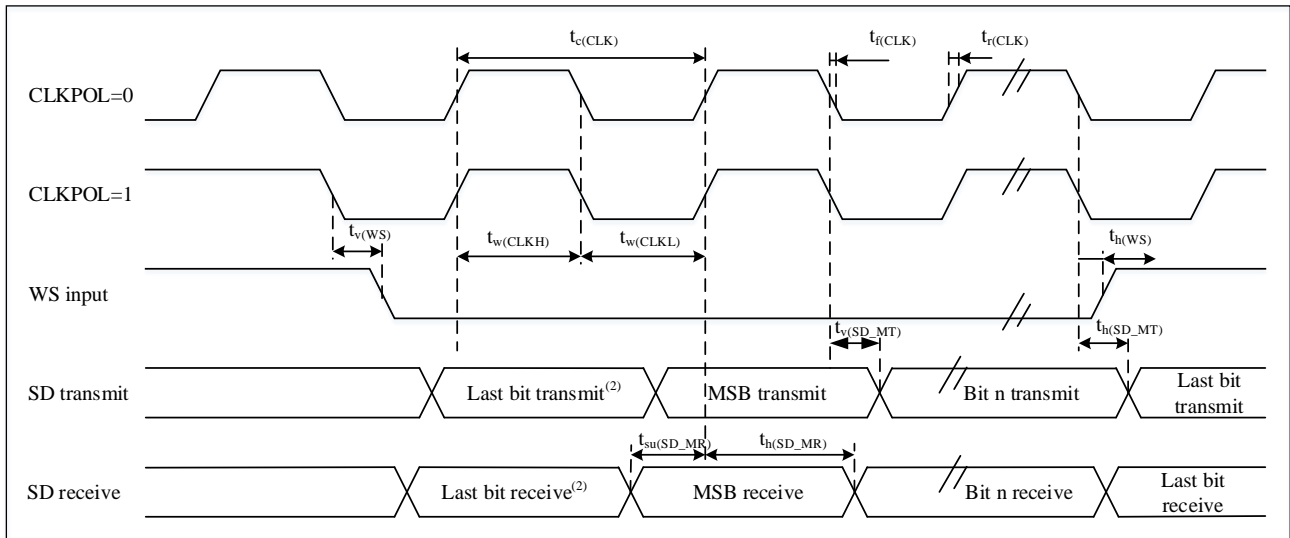 t_c(CLK)
t_f(CLK)
t_r(CLK)
CLKPOL=0
CLKPOL=1
t_v(WS)
t_w(CLKH)
t_w(CLKL)
t_h(WS)
WS input
t_v(SD_MT)
t_h(SD_MT)
SD transmit
Last bit transmit(2)
MSB transmit
Bit n transmit
Last bit
transmit
t_su(SD_MR)
t_h(SD_MR)
SD receive
Last bit receive(2)
MSB receive
Bit n receive
Last bit
receive